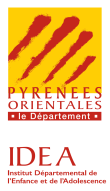 PYRENEES
ORIENTALES
• le Département •
IDEA
Institut Départemental de
l'Enfance et de l'Adolescence